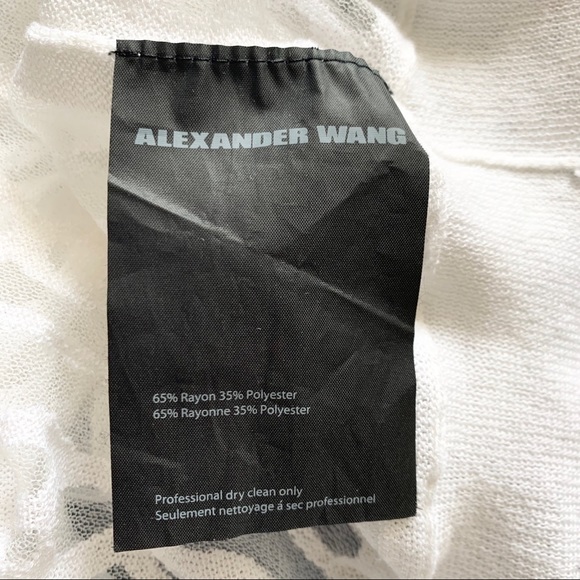 ALEXANDER WANG
65% Rayon 35% Polyester
65% Rayonne 35% Polyester
Professional dry clean only
Seulement nettoyage á sec professionnel